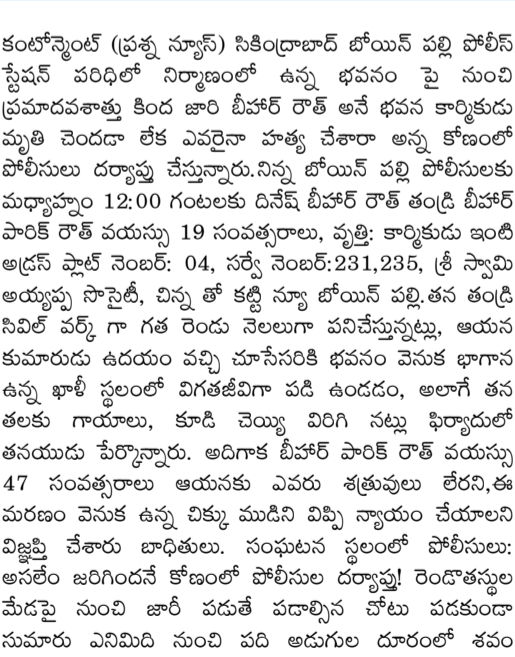 కంటోన్మెంట్ (ప్రశ్న న్యూస్) సికింద్రాబాద్ బోయిన్ పల్లి పోలీస్
స్టేషన్ పరిధిలో నిర్మాణంలో ఉన్న భవనం పై నుంచి
ప్రమాదవశాత్తు కింద జారి బీహార్ రౌత్ అనే భవన కార్మికుడు
మృతి చెందడా లేక ఎవరైనా హత్య చేశారా అన్న కోణంలో
పోలీసులు దర్యాప్తు చేస్తున్నారు.నిన్న బోయిన్ పల్లి పోలీసులకు
మధ్యాహ్నం 12:00 గంటలకు దినేష్ బీహార్ రౌత్ తండ్రి బీహార్
పారిక్ రౌత్ వయస్సు 19 సంవత్సరాలు, వృత్తి: కార్మికుడు ఇంటి
అడ్రస్ ప్లాట్ నెంబర్: 04, సర్వే నెంబర్:231,235, శ్రీ స్వామి
అయ్యప్ప సొసైటీ, చిన్న తో కట్టి న్యూ బోయిన్ పల్లి.తన తండ్రి
సివిల్ వర్క్ గా గత రెండు నెలలుగా పనిచేస్తున్నట్లు, ఆయన
కుమారుడు ఉదయం వచ్చి చూసేసరికి భవనం వెనుక భాగాన
ఉన్న ఖాళీ స్థలంలో విగతజీవిగా పడి ఉండడం, అలాగే తన
తలకు గాయాలు, కూడి చెయ్యి విరిగి నట్లు ఫిర్యాదులో
తనయుడు పేర్కొన్నారు. అదిగాక బీహార్ పారిక్ రౌత్ వయస్సు
47 సంవత్సరాలు ఆయనకు ఎవరు శత్రువులు లేరని,ఈ
మరణం వెనుక ఉన్న చిక్కు ముడిని విప్పి న్యాయం చేయాలని
విజ్ఞప్తి చేశారు బాధితులు. సంఘటన స్థలంలో పోలీసులు:
అసలేం జరిగిందనే కోణంలో పోలీసుల దర్యాప్తు! రెండొతస్థుల
మేడపై నుంచి జారీ పడుతే పడాల్సిన చోటు పడకుండా
సుమారు ఎనిమిది నుంచి పది అడుగుల దూరంలో శవం